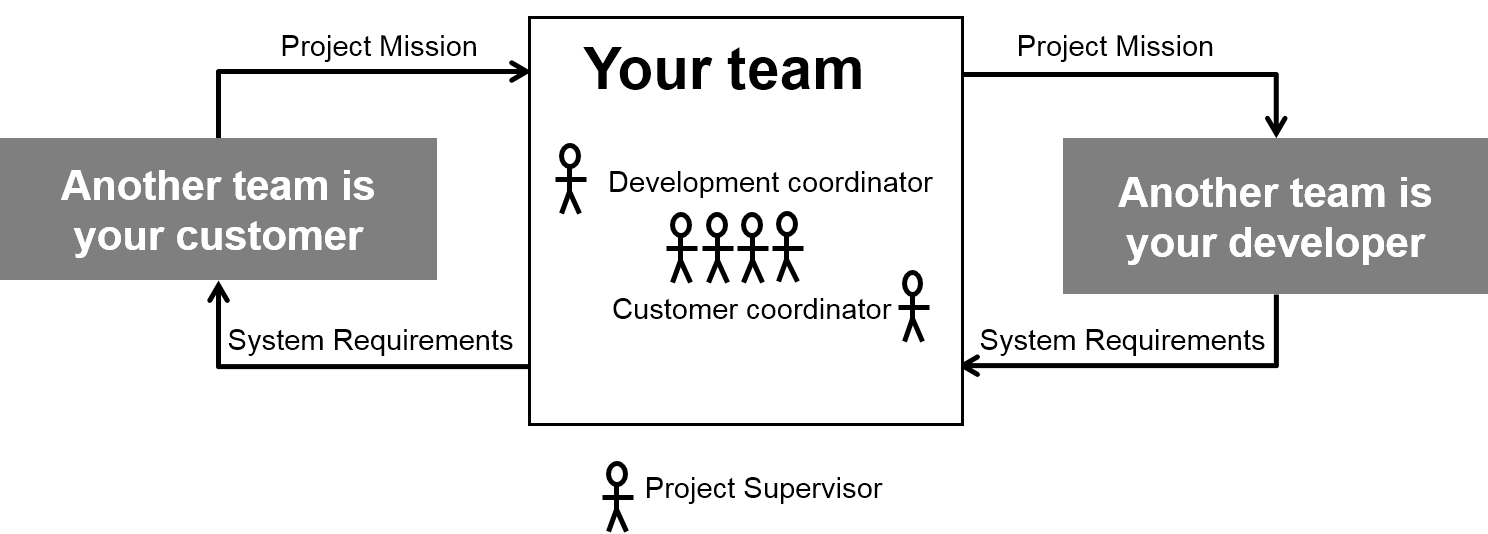 Project Mission
Your team
Project Mission
Another team is
your customer
Development coordinator
Another team is
your developer
Customer coordinator
System Requirements
System Requirements
Project Supervisor